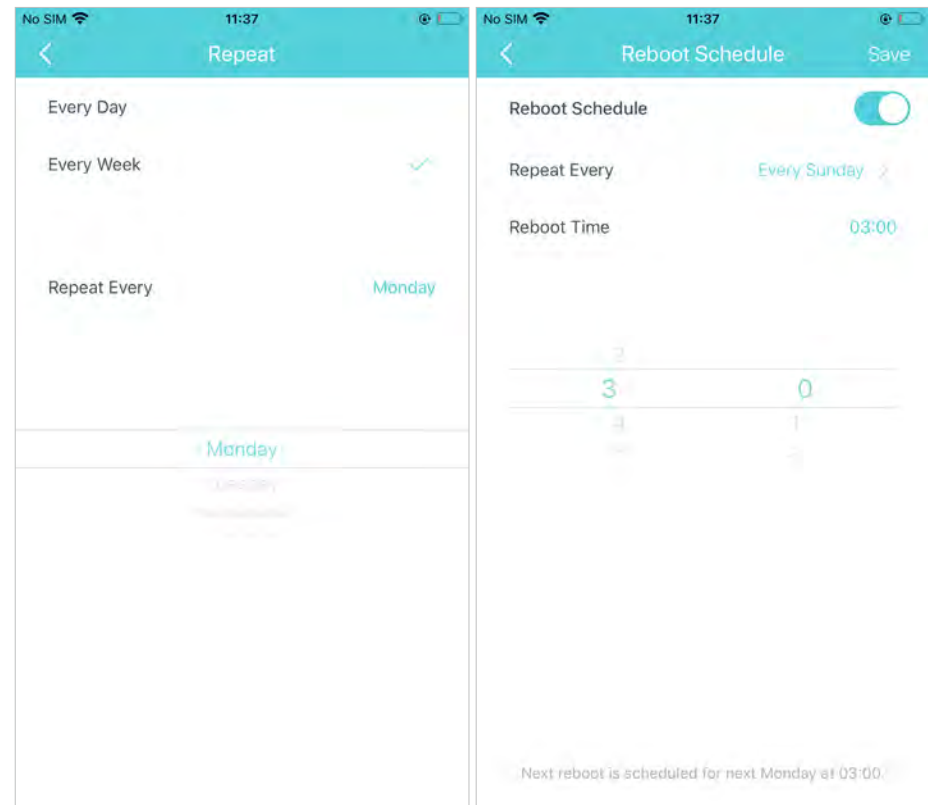 No SIM 11:37
Repeat
Every Day
Every Week
Repeat Every Monday
Monday
Tuesday
No SIM 11:37
Reboot Schedule Save
Reboot Schedule
Repeat Every Every Sunday
Reboot Time 03:00
2
3 0
4 1
Next reboot is scheduled for next Monday at 03:00.